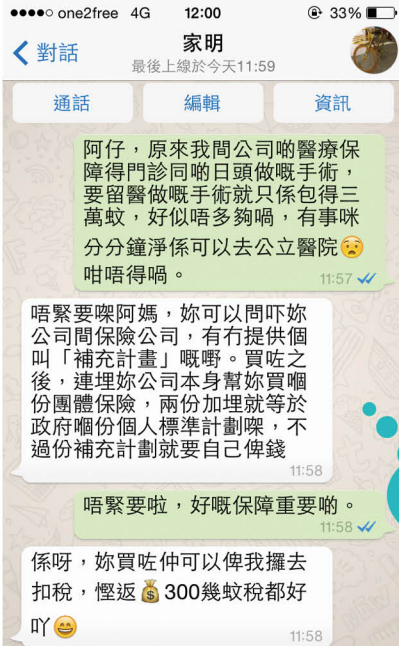 one2free 4G 12:00 33%
對話
家明
最後上線於今天11:59
通話 編輯 資訊
阿仔，原來我間公司啲醫療保
障得門診同啲日頭做嘅手術，
要留醫做嘅手術就只係包得三
萬蚊，好似唔多夠喎，有事咪
分分鐘淨係可以去公立醫院😟
咁唔得喎。
11:57
唔緊要㗎阿媽，妳可以問吓妳
公司間保險公司，有冇提供個
叫「補充計畫」嘅嘢。買咗之
後，連埋妳公司本身幫妳買嗰
份團體保險，兩份加埋就等於
政府嗰份個人標準計劃㗎，不
過份補充計劃就要自己俾錢
11:58
唔緊要啦，好嘅保障重要啲。
11:58
係呀，妳買咗仲可以俾我攞去
扣稅，慳返💰300幾蚊稅都好
吖😄
11:58